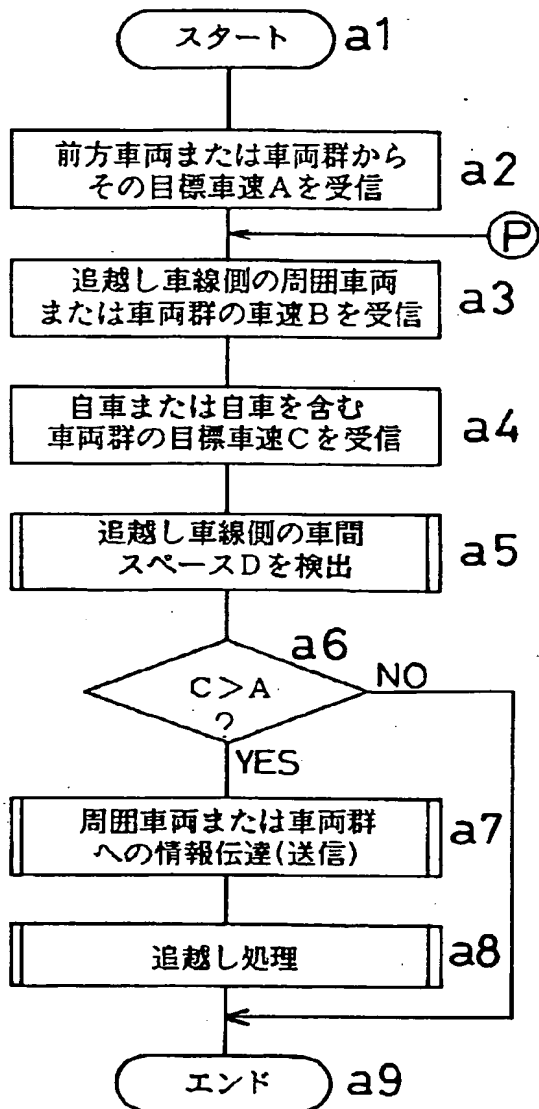 スタート a1
前方車両または車両群から
その目標車速Aを受信 a2
P
追越し車線側の周囲車両
または車両群の車速Bを受信 a3
自車または自車を含む
車両群の目標車速Cを受信 a4
追越し車線側の車間
スペースDを検出 a5
a6
C>A NO
?
YES
周囲車両または車両群
への情報伝達(送信) a7
追越し処理 a8
エンド a9